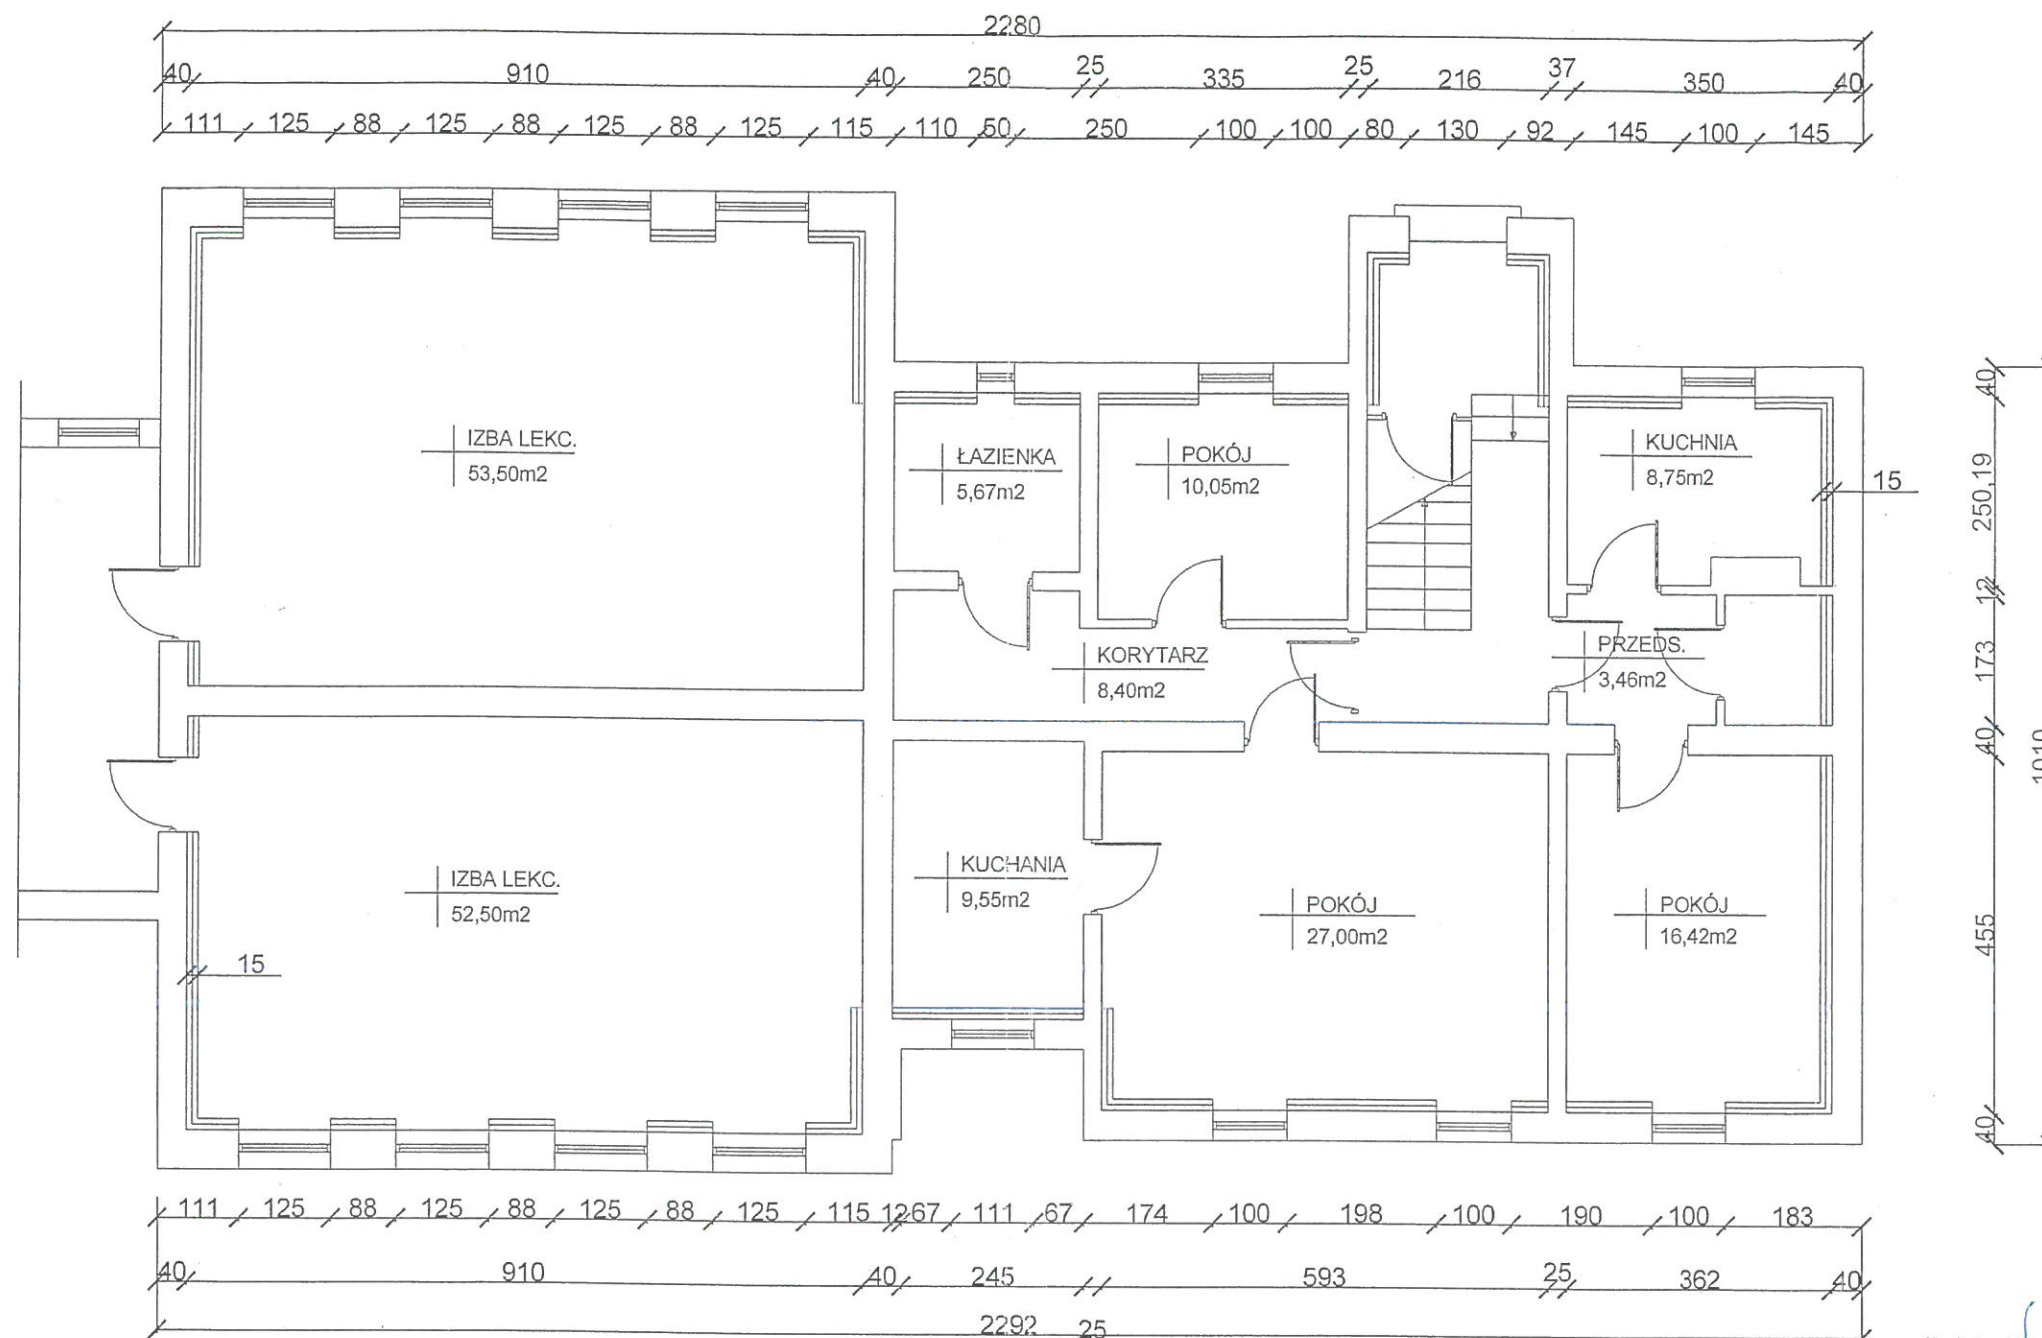 2280
40 910 40 250 25 335 25 216 37 350 40
111 125 88 125 88 125 88 125 115 110 50 250 100 100 80 130 92 145 100 145
IZBA LEKC.
53,50m2
ŁAZIENKA
5,67m2
POKÓJ
10,05m2
KUCHNIA
8,75m2
15
KORYTARZ
8,40m2
PRZEDS.
3,46m2
IZBA LEKC.
52,50m2
15
KUCHANIA
9,55m2
POKÓJ
27,00m2
POKÓJ
16,42m2
40
250,19
12
173
40
455
40
1010
111 125 88 125 88 125 88 125 115 12 67 111 67 174 100 198 100 190 100 183
40 910 40 245 593 25 362 40
2292 25